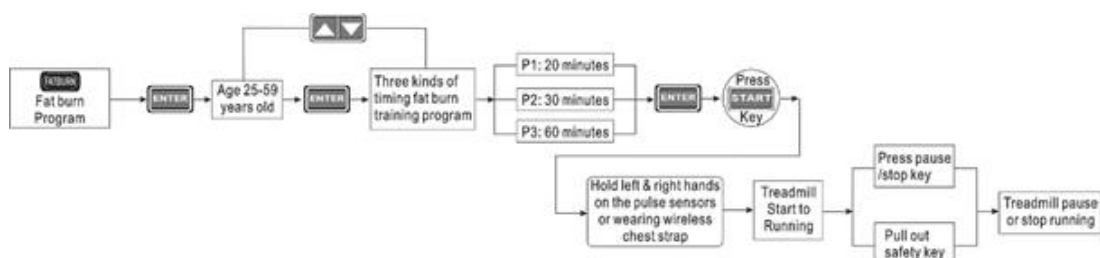 FATBURN
Fat burn
Program
ENTER
Age 25-59
years old
ENTER
Three kinds of
timing fat burn
training program
P1: 20 minutes
P2: 30 minutes
P3: 60 minutes
ENTER
Press
START
Key
Hold left & right hands
on the pulse sensors
or wearing wireless
chest strap
Treadmill
Start to
Running
Press pause
/stop key
Pull out
safety key
Treadmill pause
or stop running